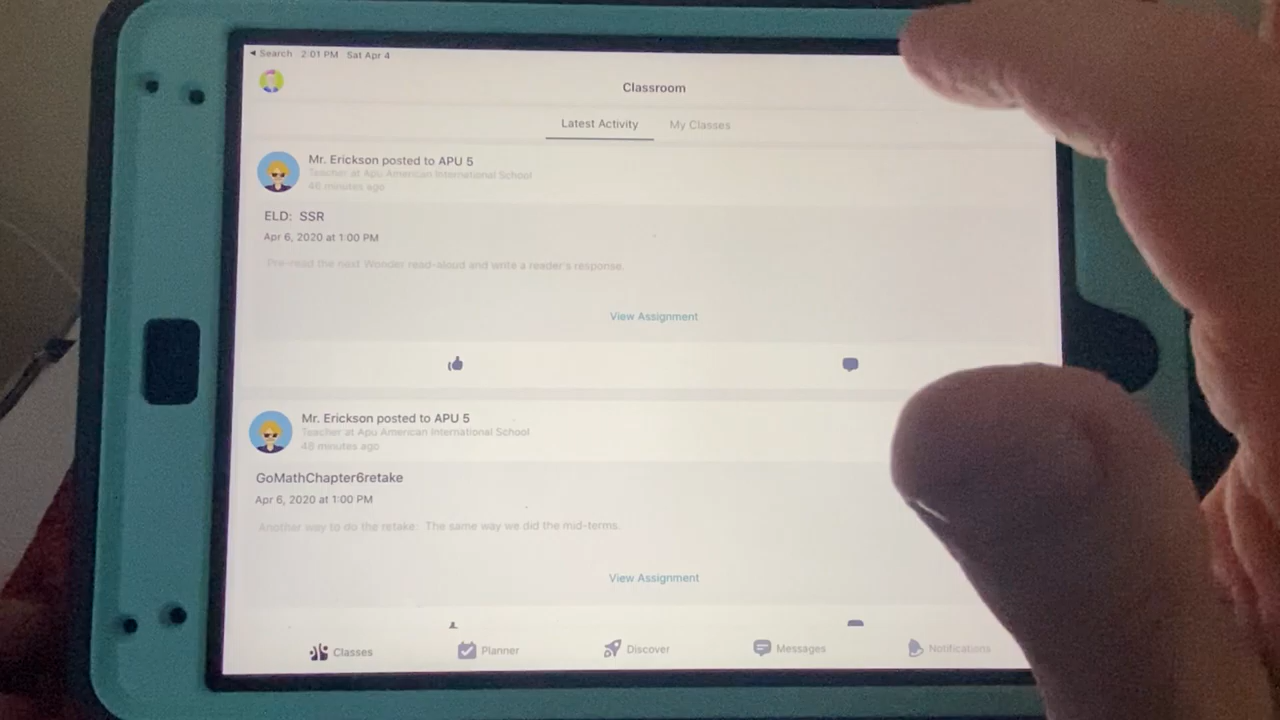 ◀ Search 2:01 PM Sat Apr 4
Classroom
Latest Activity My Classes
Mr. Erickson posted to APU 5
Teacher at Apu American International School
46 minutes ago
ELD: SSR
Apr 6, 2020 at 1:00 PM
Pre-read the next Wonder read-aloud and write a reader's response.
View Assignment
Mr. Erickson posted to APU 5
Teacher at Apu American International School
48 minutes ago
GoMathChapter6retake
Apr 6, 2020 at 1:00 PM
Another way to do the retake: The same way we did the mid-terms.
View Assignment
Classes Planner Discover Messages Notifications